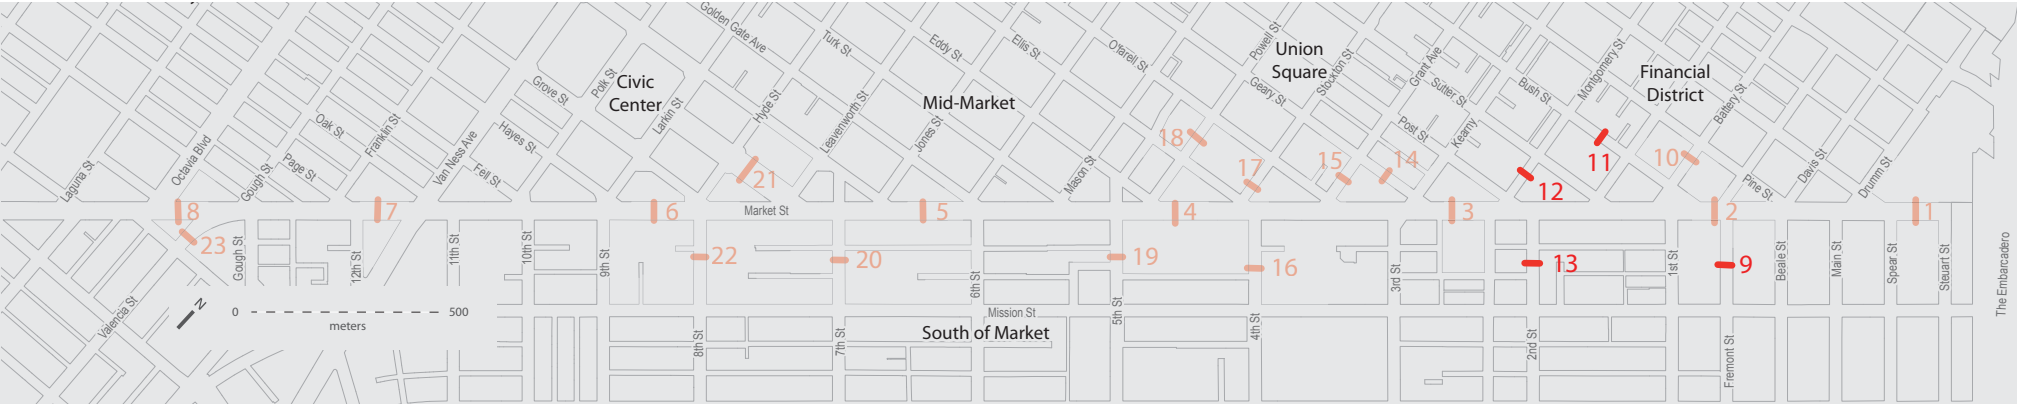 Golden Gate Ave
Turk St
Eddy St
Ellis St
O'farell St
Powell St
Union
Square
Stockton St
Geary St
Grant Ave
Sutter St
Post St
Kearny
Bush St
Montgomery St
Financial
District
Battery St
Pine St.
Davis St
Drumm St
Civic
Center
Polk St
Grove St
Larkin St
Hyde St
Leavenworth St
Jones St
Mid-Market
Mason St
Laguna St
Octavia Blvd
Gough St
Page St
Oak St
Franklin St
Van Ness Ave
Hayes St
Fell St
Market St
18
17
15
14
12
11
10
21
8
7
6
5
4
3
2
1
23
22
20
19
16
13
9
Valencia St
Gough St
12th St
11th St
10th St
9th St
8th St
7th St
6th St
5th St
4th St
3rd St
2nd St
1st St
Fremont St
Beale St
Main St
Spear St
Steuart St
The Embarcadero
Mission St
South of Market
N
0
500
meters